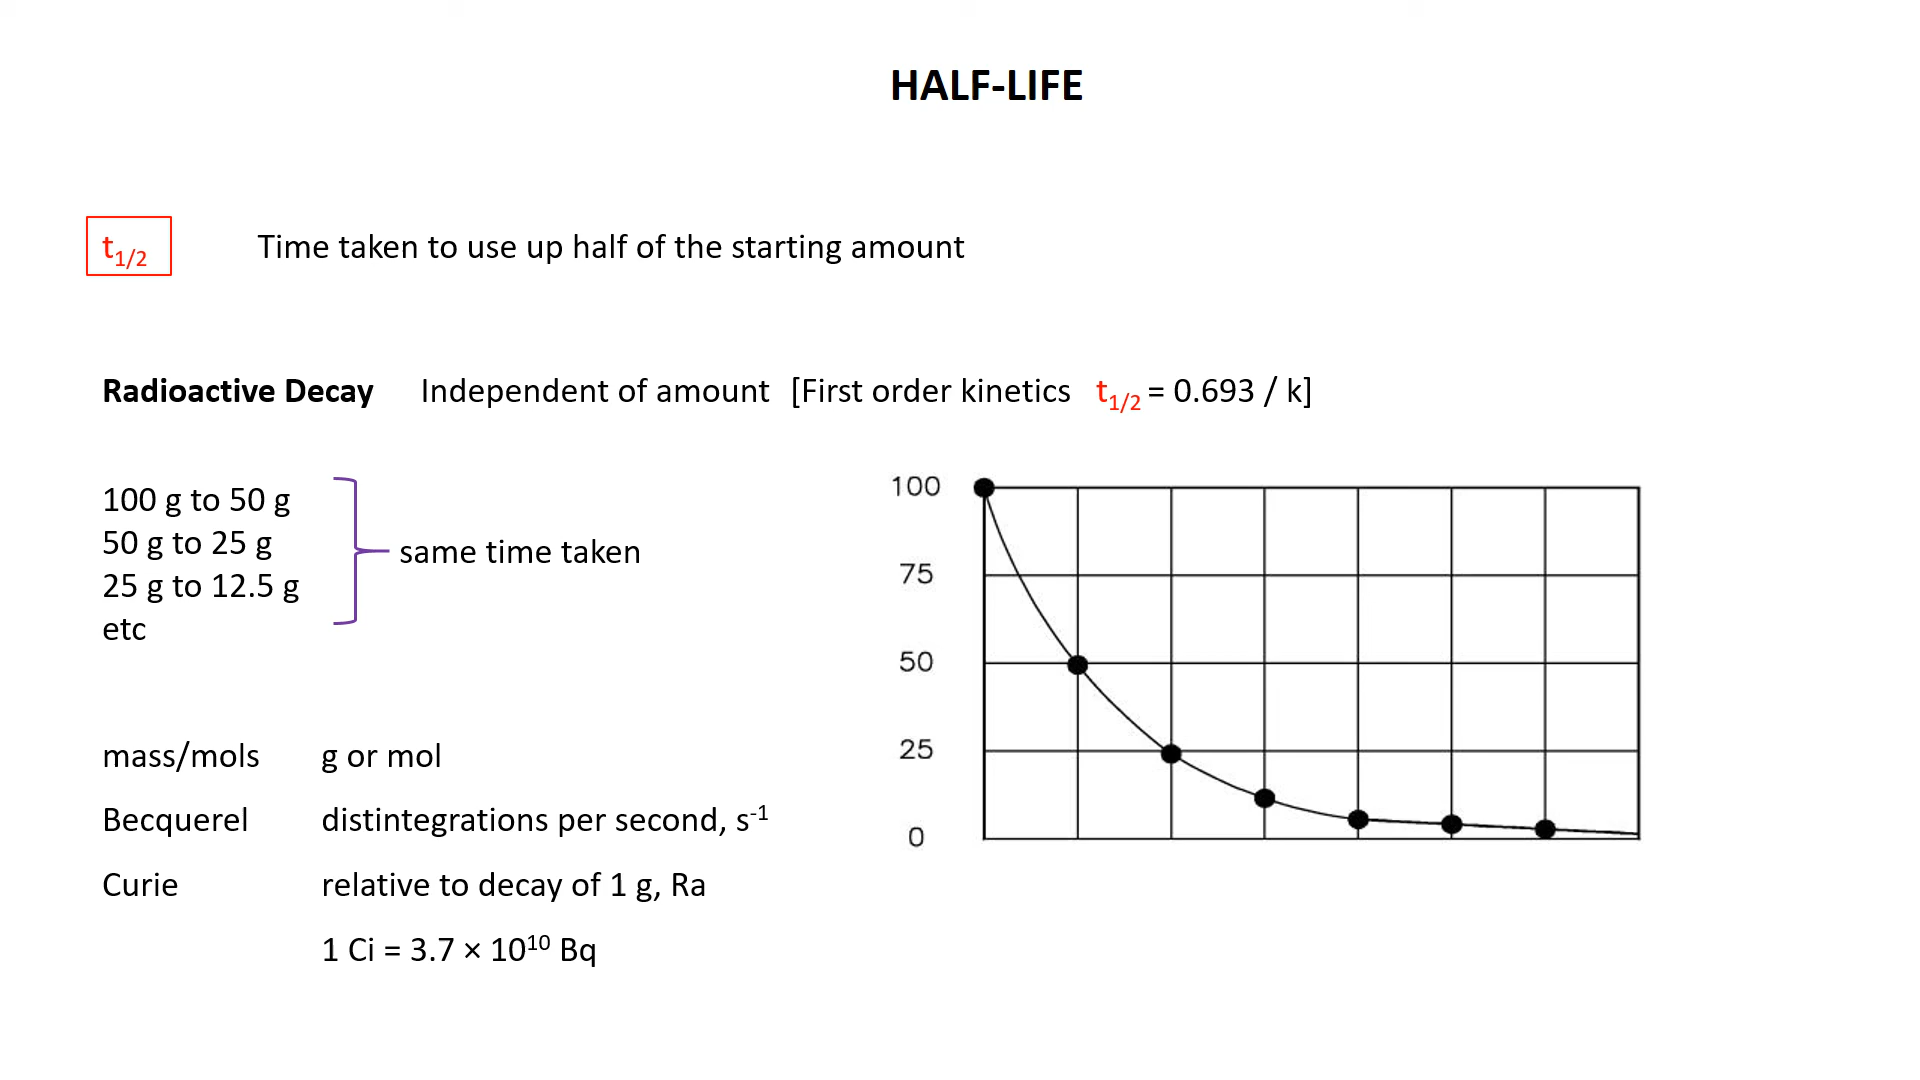 HALF-LIFE
t1/2 Time taken to use up half of the starting amount
Radioactive Decay Independent of amount [First order kinetics t1/2 = 0.693 / k]
100 g to 50 g
50 g to 25 g
25 g to 12.5 g
etc
same time taken
100
75
50
25
0
mass/mols g or mol
Becquerel distintegrations per second, s-1
Curie relative to decay of 1 g, Ra
1 Ci = 3.7 × 10^10 Bq